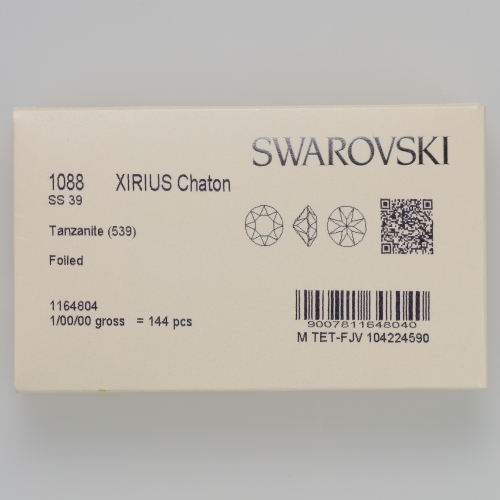 SWAROVSKI
1088 XIRIUS Chaton
SS 39
Tanzanite (539)
Foiled
1164804
1/00/00 gross = 144 pcs
9007811648040
M TET-FJV 104224590